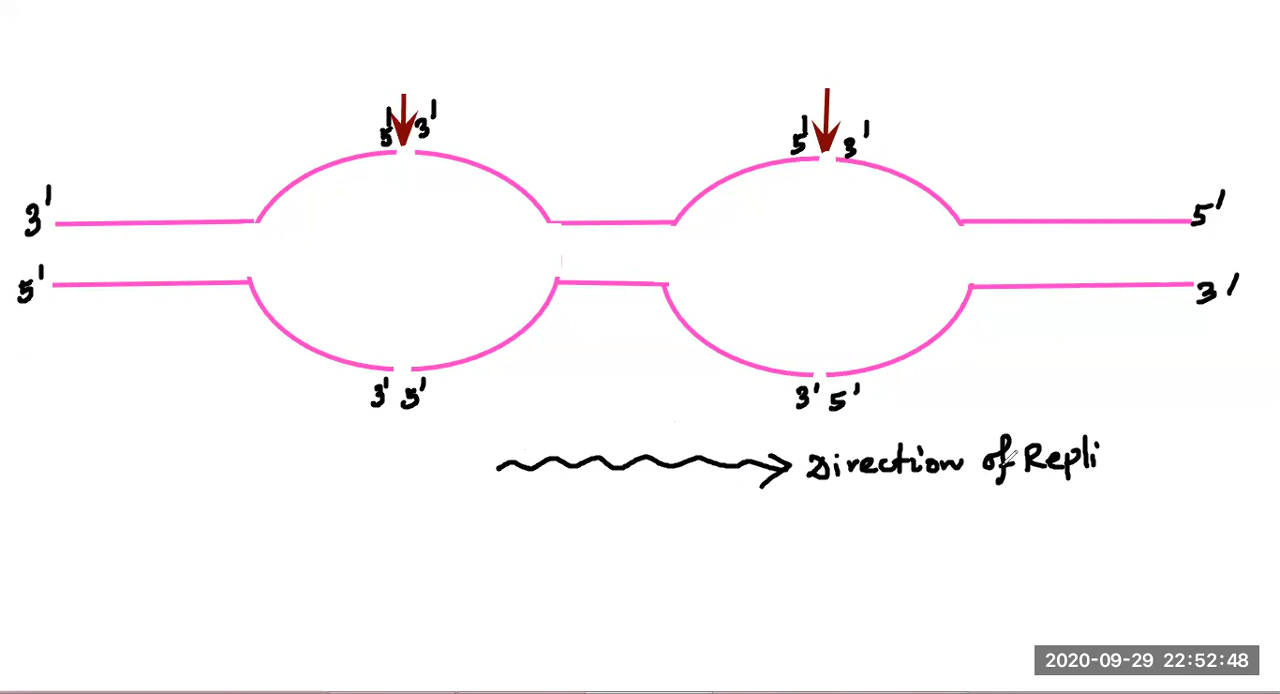 5' 3' 5' 3'
3' 5'
5' 3'
3' 5' 3' 5'
Direction of Repli
2020-09-29 22:52:48